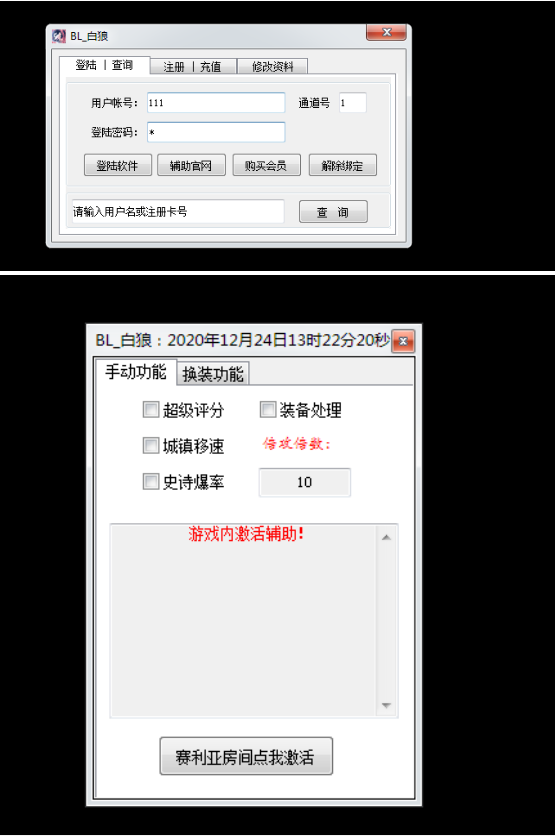 BL_白狼
登陆 | 查询 注册 | 充值 修改资料
用户帐号： 111 通道号 1
登陆密码： *
登陆软件 辅助官网 购买会员 解除绑定
请输入用户名或注册卡号 查 询
BL_白狼：2020年12月24日13时22分20秒
手动功能 换装功能
超级评分 装备处理
城镇移速 倍攻倍数：
史诗爆率 10
游戏内激活辅助！
赛利亚房间点我激活